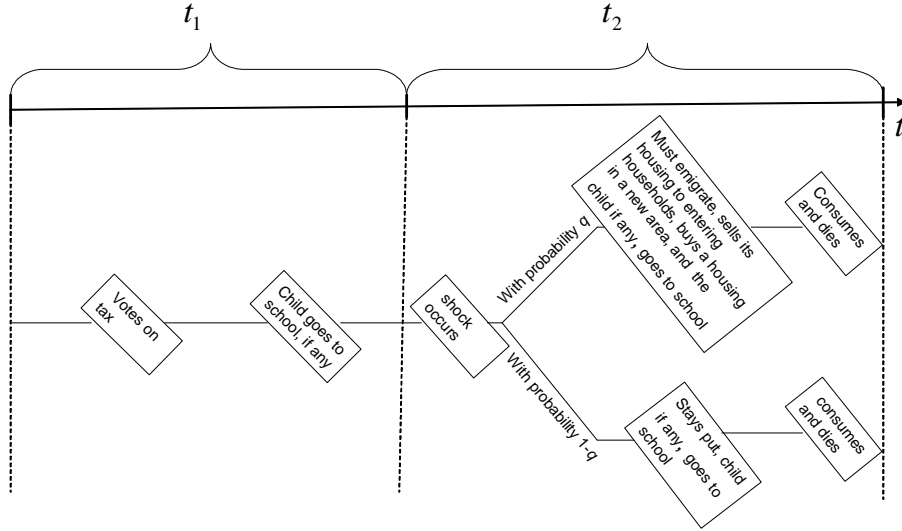 t1
t2
t
Votes on
tax
Child goes to
school, if any
shock
occurs
With probability q
Must emigrate, sells its
housing to entering
households, buys a housing
in a new area, and the
child if any, goes to school
Consumes
and dies
With probability 1-q
Stays put, child
if any, goes to
school
consumes
and dies